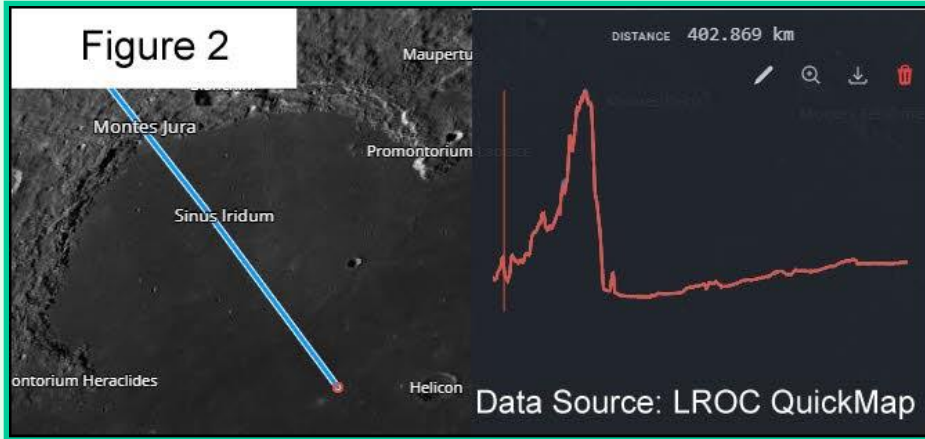 Figure 2
Maupertu
Montes Jura
Promontorium
Sinus Iridum
ontorium Heraclides
Helicon
DISTANCE 402.869 km
Data Source: LROC QuickMap